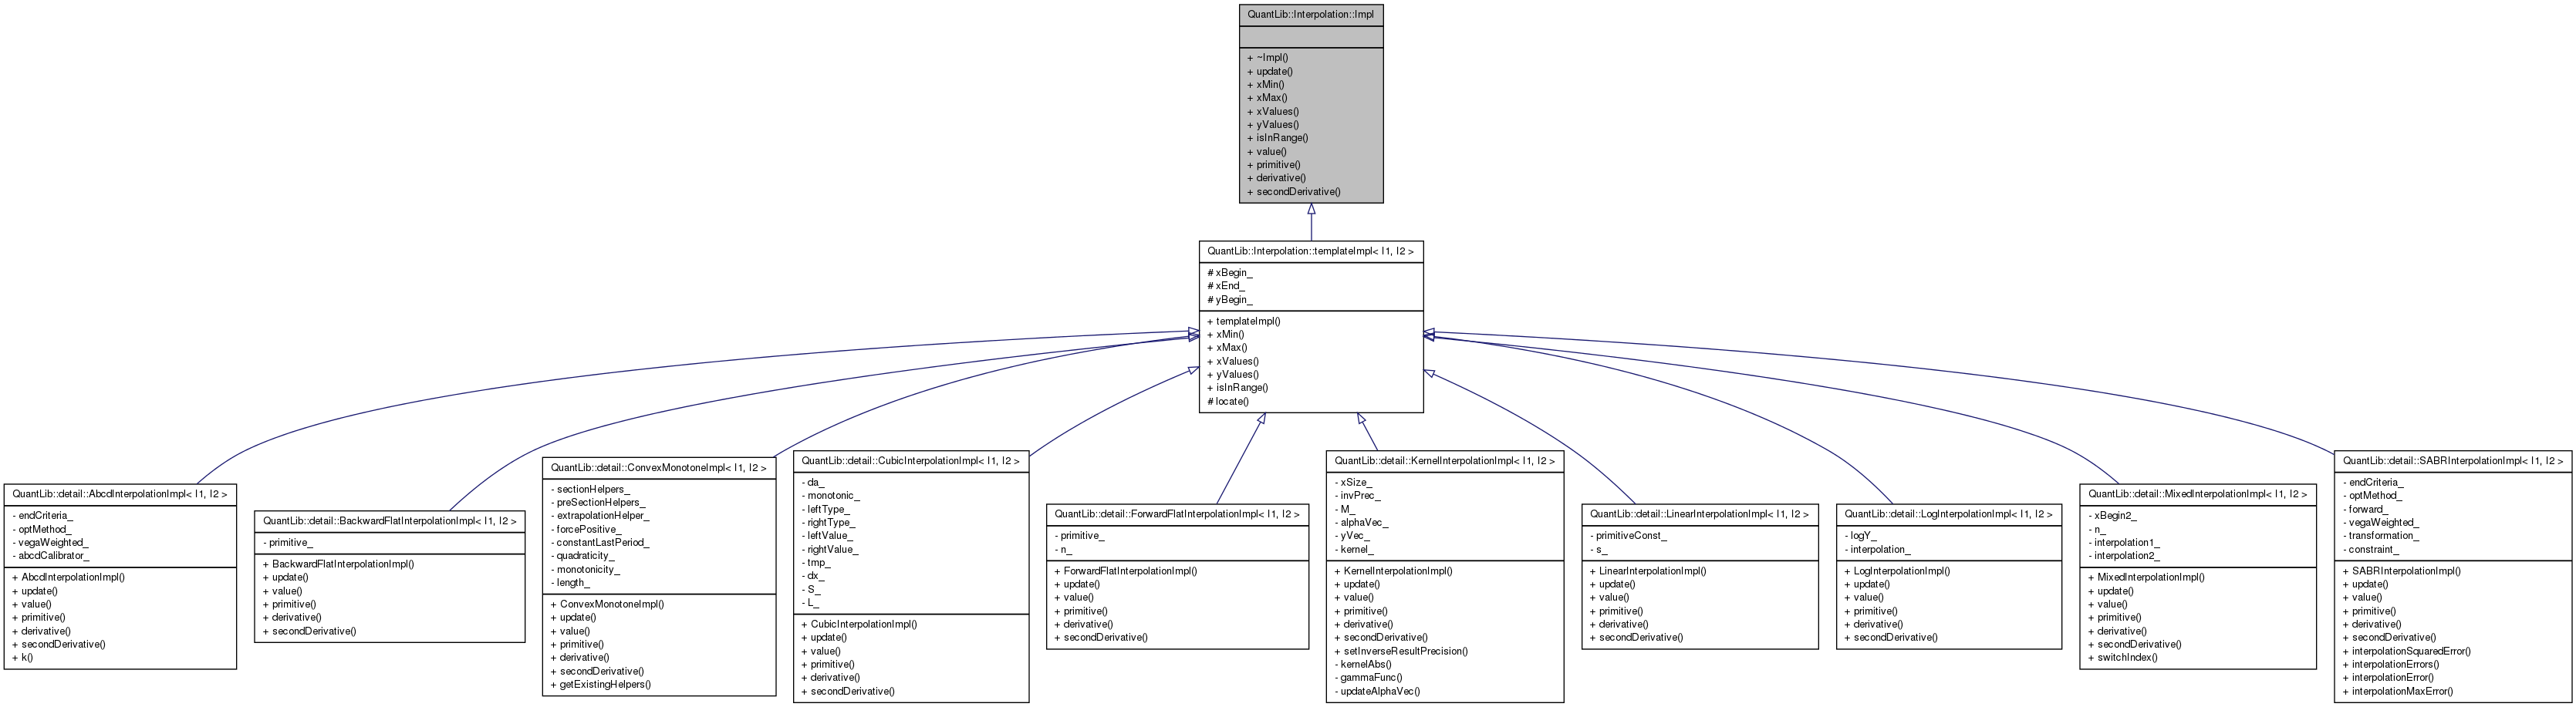 QuantLib::Interpolation::Impl
+ ~Impl()
+ update()
+ xMin()
+ xMax()
+ xValues()
+ yValues()
+ isInRange()
+ value()
+ primitive()
+ derivative()
+ secondDerivative()
QuantLib::Interpolation::templateImpl< I1, I2 >
# xBegin_
# xEnd_
# yBegin_
+ templateImpl()
+ xMin()
+ xMax()
+ xValues()
+ yValues()
+ isInRange()
# locate()
QuantLib::detail::AbcdInterpolationImpl< I1, I2 >
- endCriteria_
- optMethod_
- vegaWeighted_
- abcdCalibrator_
+ AbcdInterpolationImpl()
+ update()
+ value()
+ primitive()
+ derivative()
+ secondDerivative()
+ k()
QuantLib::detail::BackwardFlatInterpolationImpl< I1, I2 >
- primitive_
+ BackwardFlatInterpolationImpl()
+ update()
+ value()
+ primitive()
+ derivative()
+ secondDerivative()
QuantLib::detail::ConvexMonotoneImpl< I1, I2 >
- sectionHelpers_
- preSectionHelpers_
- extrapolationHelper_
- forcePositive_
- constantLastPeriod_
- quadraticity_
- monotonicity_
- length_
+ ConvexMonotoneImpl()
+ update()
+ value()
+ primitive()
+ derivative()
+ secondDerivative()
+ getExistingHelpers()
QuantLib::detail::CubicInterpolationImpl< I1, I2 >
- da_
- monotonic_
- leftType_
- rightType_
- leftValue_
- rightValue_
- tmp_
- dx_
- S_
- L_
+ CubicInterpolationImpl()
+ update()
+ value()
+ primitive()
+ derivative()
+ secondDerivative()
QuantLib::detail::ForwardFlatInterpolationImpl< I1, I2 >
- primitive_
- n_
+ ForwardFlatInterpolationImpl()
+ update()
+ value()
+ primitive()
+ derivative()
+ secondDerivative()
QuantLib::detail::KernelInterpolationImpl< I1, I2 >
- xSize_
- invPrec_
- M_
- alphaVec_
- yVec_
- kernel_
+ KernelInterpolationImpl()
+ update()
+ value()
+ primitive()
+ derivative()
+ secondDerivative()
+ setInverseResultPrecision()
- kernelAbs()
- gammaFunc()
- updateAlphaVec()
QuantLib::detail::LinearInterpolationImpl< I1, I2 >
- primitiveConst_
- s_
+ LinearInterpolationImpl()
+ update()
+ value()
+ primitive()
+ derivative()
+ secondDerivative()
QuantLib::detail::LogInterpolationImpl< I1, I2 >
- logY_
- interpolation_
+ LogInterpolationImpl()
+ update()
+ value()
+ primitive()
+ derivative()
+ secondDerivative()
QuantLib::detail::MixedInterpolationImpl< I1, I2 >
- xBegin2_
- n_
- interpolation1_
- interpolation2_
+ MixedInterpolationImpl()
+ update()
+ value()
+ primitive()
+ derivative()
+ secondDerivative()
+ switchIndex()
QuantLib::detail::SABRInterpolationImpl< I1, I2 >
- endCriteria_
- optMethod_
- forward_
- vegaWeighted_
- transformation_
- constraint_
+ SABRInterpolationImpl()
+ update()
+ value()
+ primitive()
+ derivative()
+ secondDerivative()
+ interpolationSquaredError()
+ interpolationErrors()
+ interpolationError()
+ interpolationMaxError()